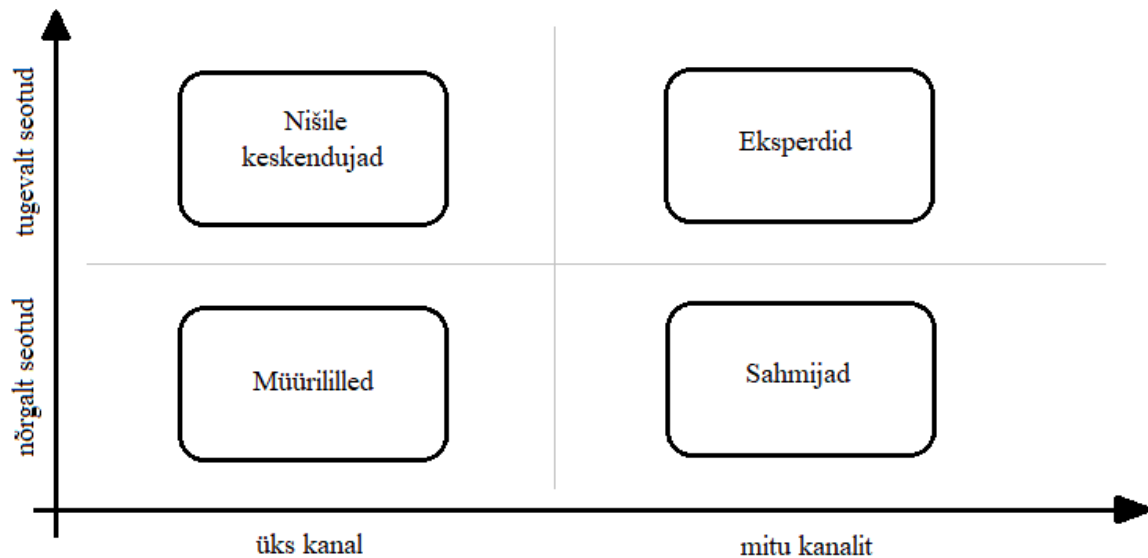 tugevalt seotud
Nišile
keskendujad
Eksperdid
nõrgalt seotud
Müürililled
Sahmijad
üks kanal
mitu kanalit